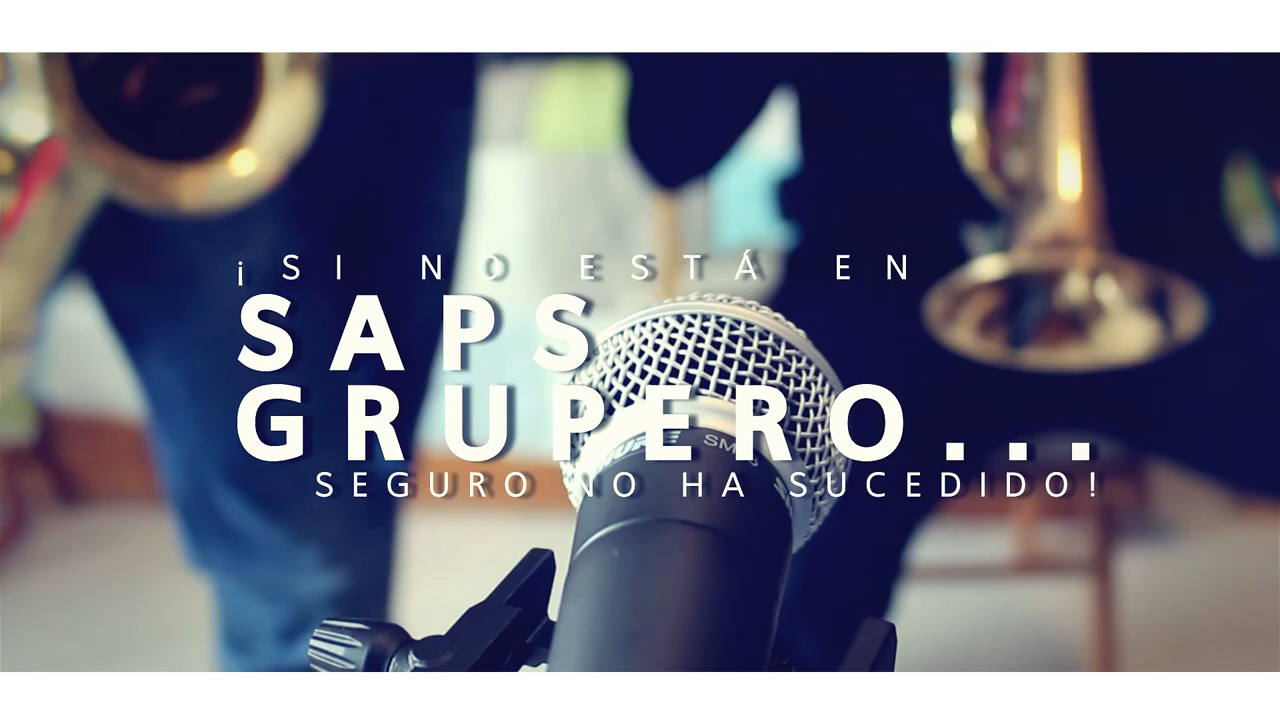 ¡SI NO ESTÁ EN
SAPS
GRUPERO...
SEGURO NO HA SUCEDIDO!